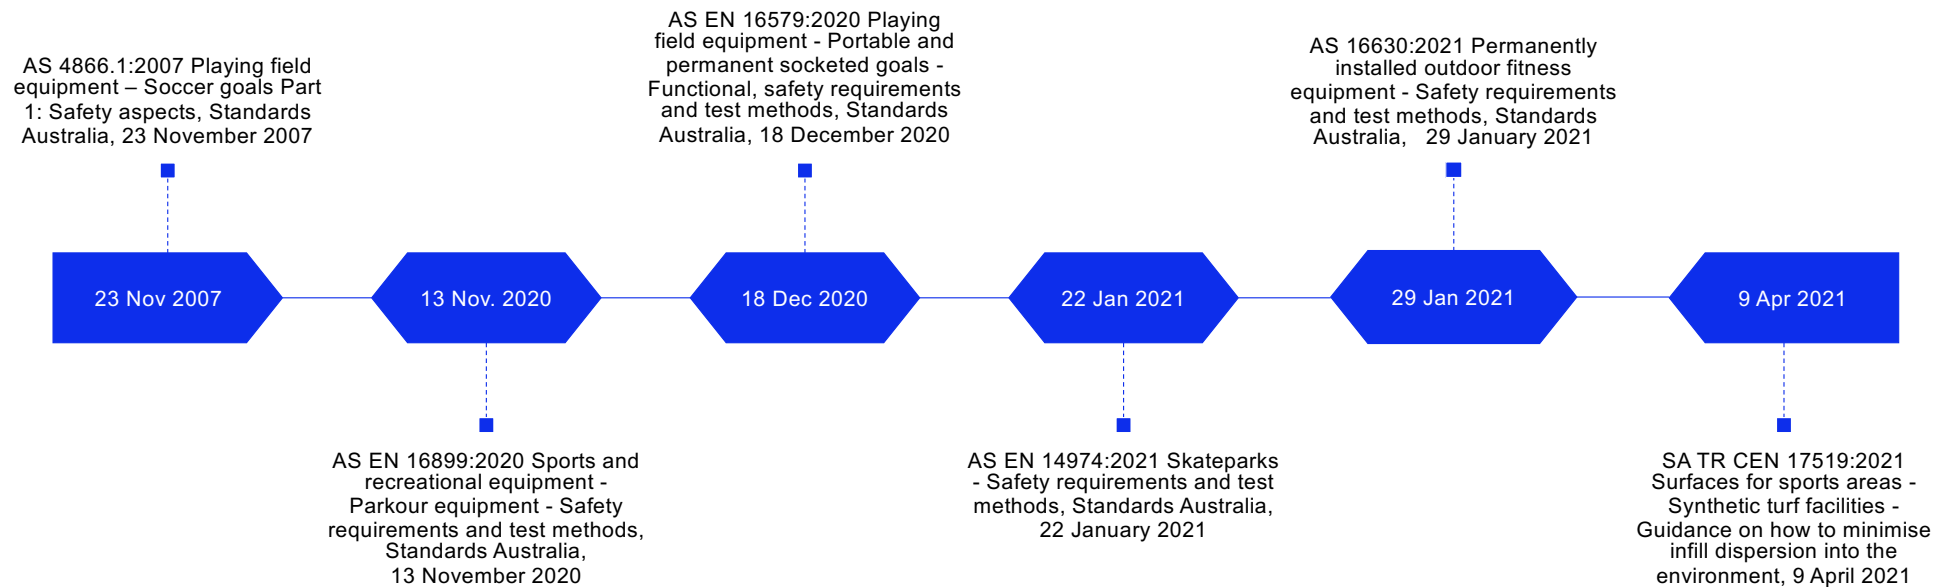 AS 4866.1:2007 Playing field
equipment – Soccer goals Part
1: Safety aspects, Standards
Australia, 23 November 2007
AS EN 16579:2020 Playing
field equipment - Portable and
permanent socketed goals -
Functional, safety requirements
and test methods, Standards
Australia, 18 December 2020
AS 16630:2021 Permanently
installed outdoor fitness
equipment - Safety requirements
and test methods, Standards
Australia,   29 January 2021
23 Nov 2007
13 Nov. 2020
18 Dec 2020
22 Jan 2021
29 Jan 2021
9 Apr 2021
AS EN 16899:2020 Sports and
recreational equipment -
Parkour equipment - Safety
requirements and test methods,
Standards Australia,
13 November 2020
AS EN 14974:2021 Skateparks
- Safety requirements and test
methods, Standards Australia,
22 January 2021
SA TR CEN 17519:2021
Surfaces for sports areas -
Synthetic turf facilities -
Guidance on how to minimise
infill dispersion into the
environment, 9 April 2021